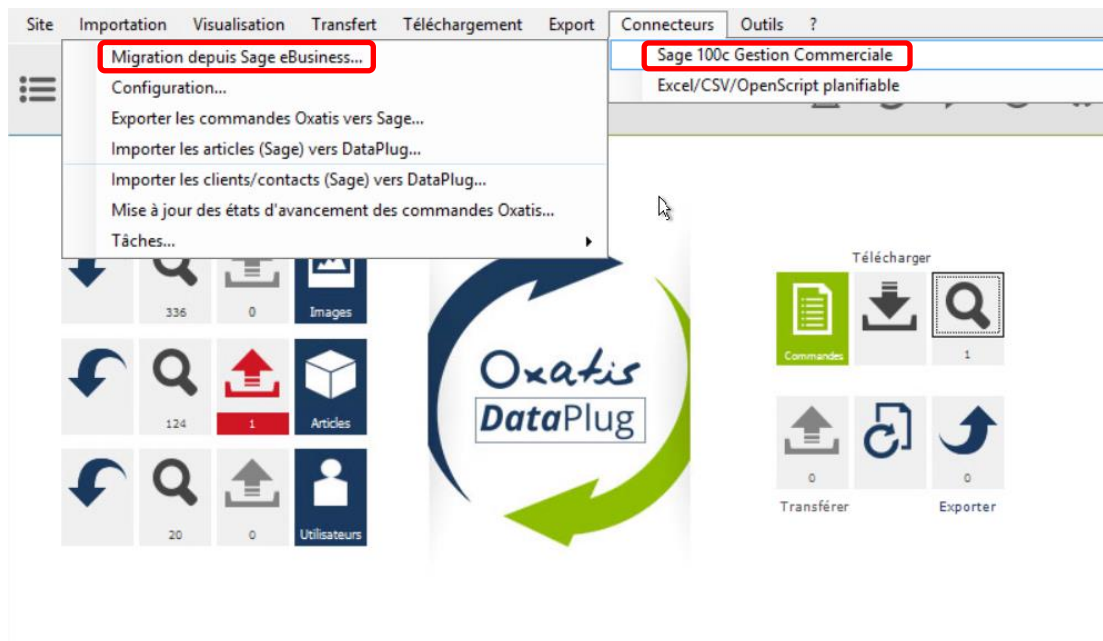 Site Importation Visualisation Transfert Téléchargement Export Connecteurs Outils ?
Migration depuis Sage eBusiness...
Configuration...
Exporter les commandes Oxatis vers Sage...
Importer les articles (Sage) vers DataPlug...
Importer les clients/contacts (Sage) vers DataPlug...
Mise à jour des états d'avancement des commandes Oxatis...
Tâches...
Sage 100c Gestion Commerciale
Excel/CSV/OpenScript planifiable
336 0 Images
124 1 Articles
20 0 Utilisateurs
Oxatis
DataPlug
Télécharger
Commandes 1
0 0
Transférer Exporter